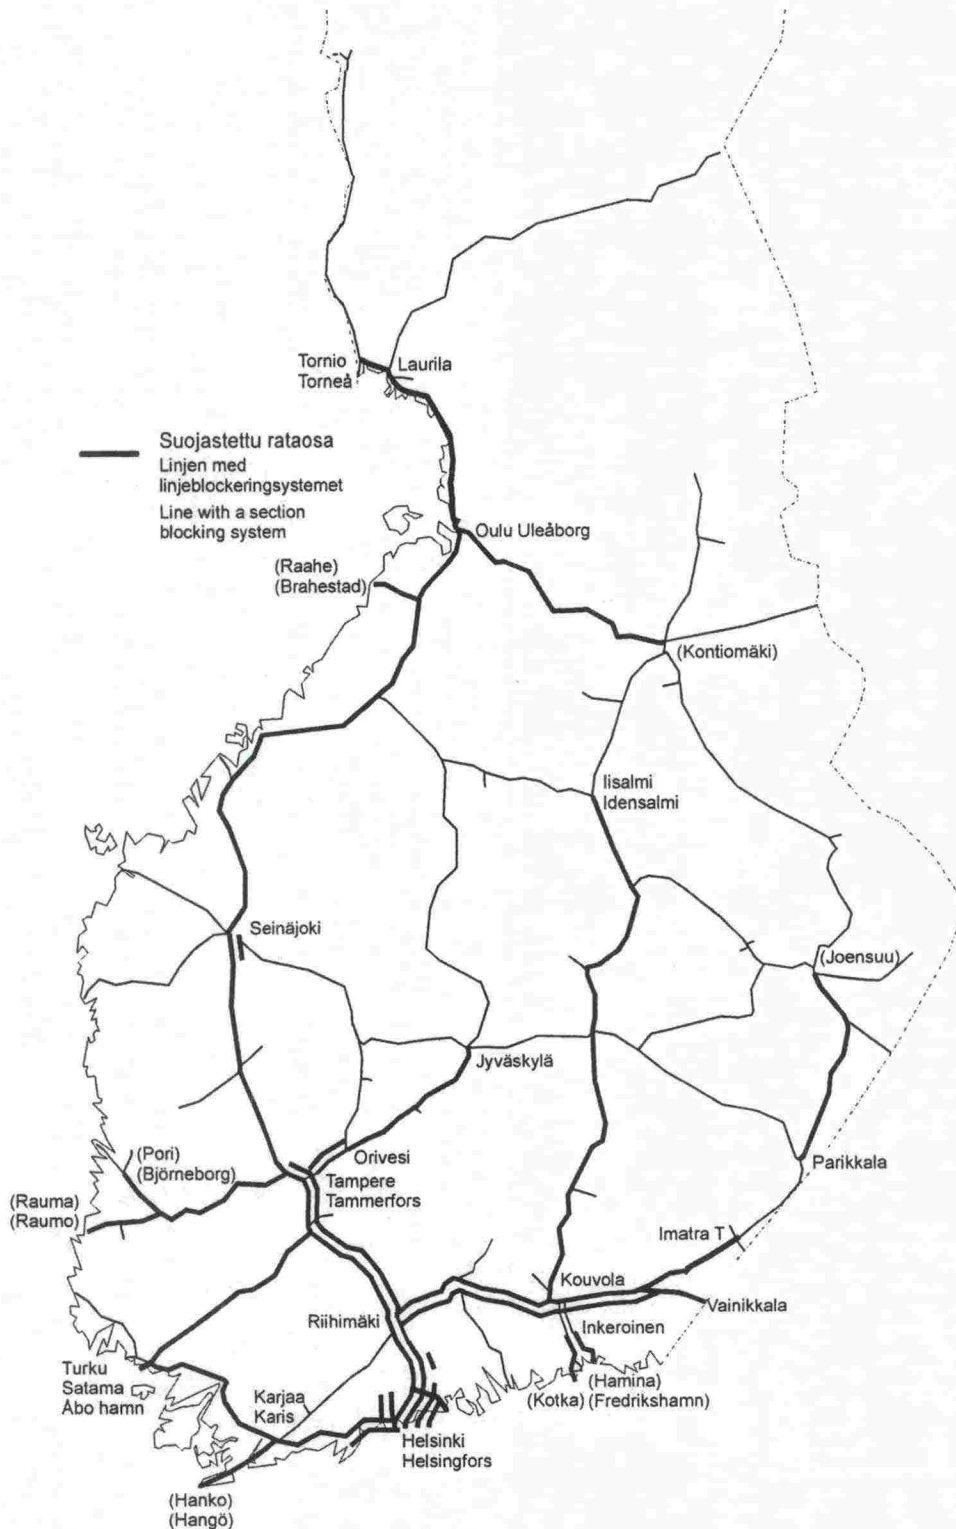 Tornio
Torneå
Laurila
Suojastettu rataosa
Linjen med
linjeblockeringsystemet
Line with a section
blocking system
Oulu Uleåborg
(Raahe)
(Brahestad)
(Kontiomäki)
Iisalmi
Idensalmi
Seinäjoki
(Joensuu)
Jyväskylä
Orivesi
(Pori)
(Björneborg)
Parikkala
Tampere
Tammerfors
(Rauma)
(Raumo)
Imatra T
Kouvola
Vainikkala
Riihimäki
Inkeroinen
Turku
Satama
Åbo hamn
(Hamina)
(Kotka) (Fredrikshamn)
Karjaa
Karis
Helsinki
Helsingfors
(Hanko)
(Hangö)